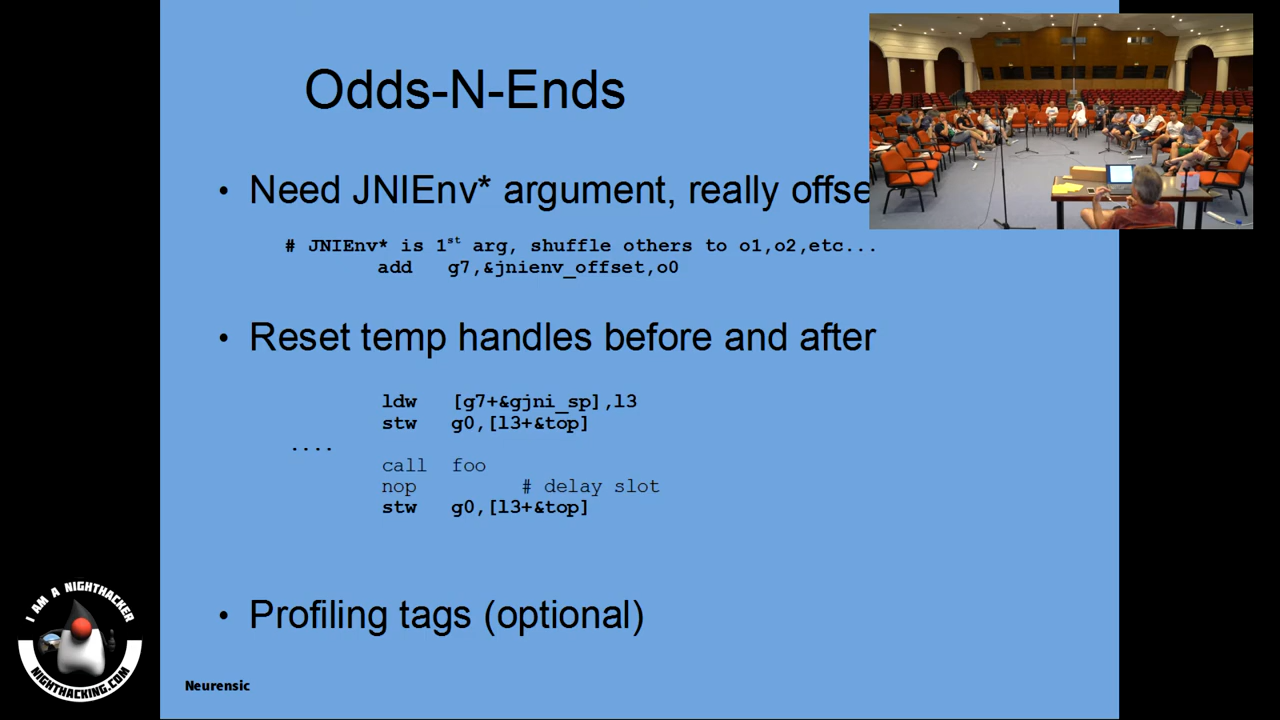 Odds-N-Ends
• Need JNIEnv* argument, really offse
# JNIEnv* is 1st arg, shuffle others to o1,o2,etc...
add g7,&jnienv_offset,o0
• Reset temp handles before and after
ldw [g7+&gjni_sp],l3
stw g0,[l3+&top]
....
call foo
nop # delay slot
stw g0,[l3+&top]
• Profiling tags (optional)
I AM A NIGHTHACKER
NIGHTHACKING.COM
Neurensic